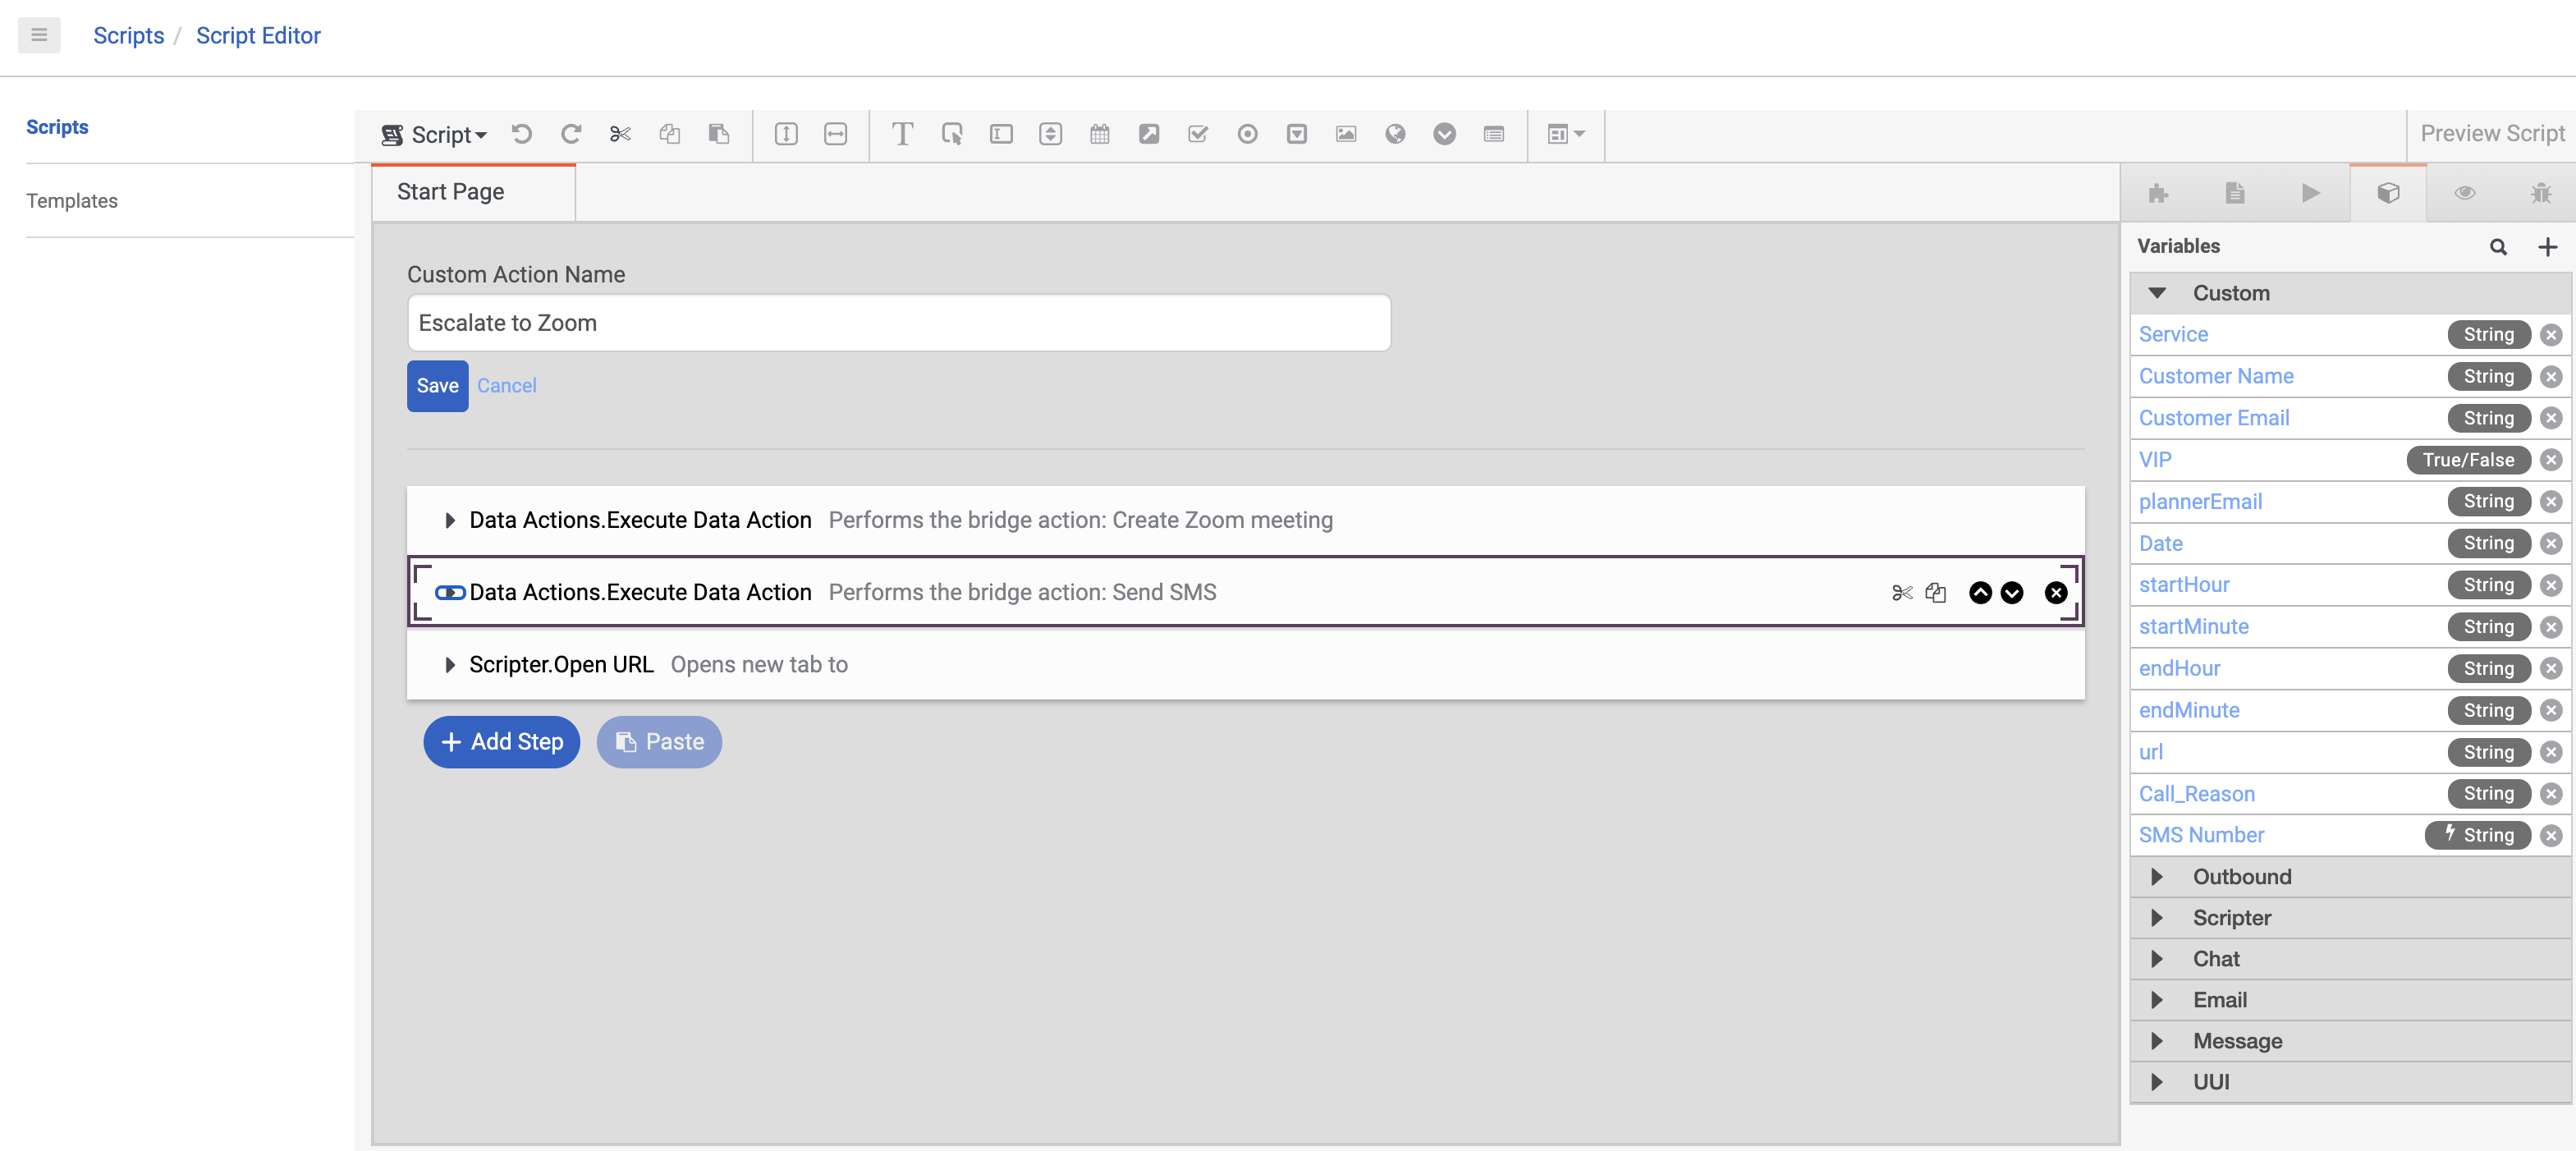 Scripts / Script Editor
Scripts
Templates
Script
Preview Script
Start Page
Custom Action Name
Escalate to Zoom
Save Cancel
Data Actions.Execute Data Action Performs the bridge action: Create Zoom meeting
Data Actions.Execute Data Action Performs the bridge action: Send SMS
Scripter.Open URL Opens new tab to
+ Add Step Paste
Variables
Custom
Service String
Customer Name String
Customer Email String
VIP True/False
plannerEmail String
Date String
startHour String
startMinute String
endHour String
endMinute String
url String
Call_Reason String
SMS Number String
Outbound
Scripter
Chat
Email
Message
UUI